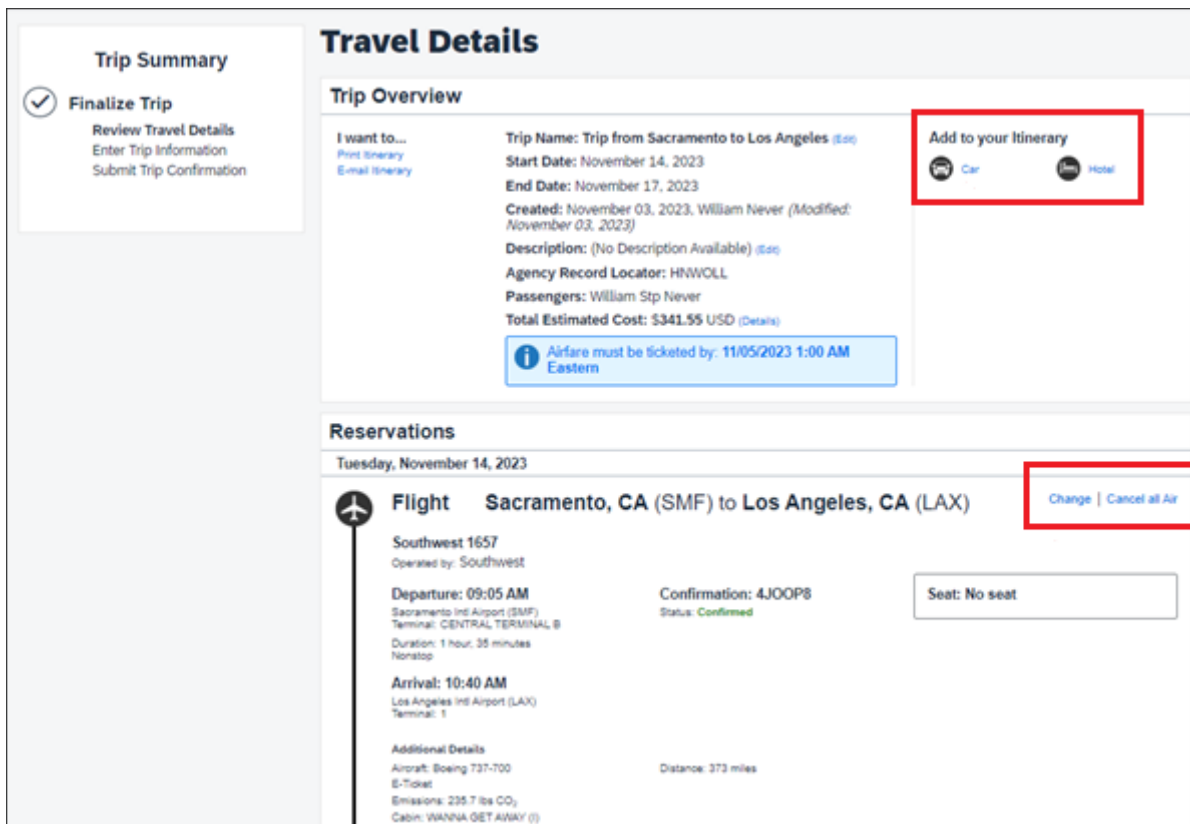 Trip Summary
Finalize Trip
Review Travel Details
Enter Trip Information
Submit Trip Confirmation
Travel Details
Trip Overview
I want to...
Print Itinerary
E-mail Itinerary
Trip Name: Trip from Sacramento to Los Angeles (Edit)
Start Date: November 14, 2023
End Date: November 17, 2023
Created: November 03, 2023, William Never (Modified:
November 03, 2023)
Description: (No Description Available) (Edit)
Agency Record Locator: HNWOLL
Passengers: William Stp Never
Total Estimated Cost: $341.55 USD (Details)
Airfare must be ticketed by: 11/05/2023 1:00 AM
Eastern
Add to your Itinerary
Car Hotel
Reservations
Tuesday, November 14, 2023
Flight Sacramento, CA (SMF) to Los Angeles, CA (LAX)
Change | Cancel all Air
Southwest 1657
Operated by: Southwest
Departure: 09:05 AM
Sacramento Intl Airport (SMF)
Terminal: CENTRAL TERMINAL B
Duration: 1 hour, 35 minutes
Nonstop
Confirmation: 4JOOP8
Status: Confirmed
Seat: No seat
Arrival: 10:40 AM
Los Angeles Intl Airport (LAX)
Terminal: 1
Additional Details
Aircraft: Boeing 737-700
Distance: 373 miles
E-Ticket
Emissions: 235.7 lbs CO₂
Cabin: WANNA GET AWAY (I)